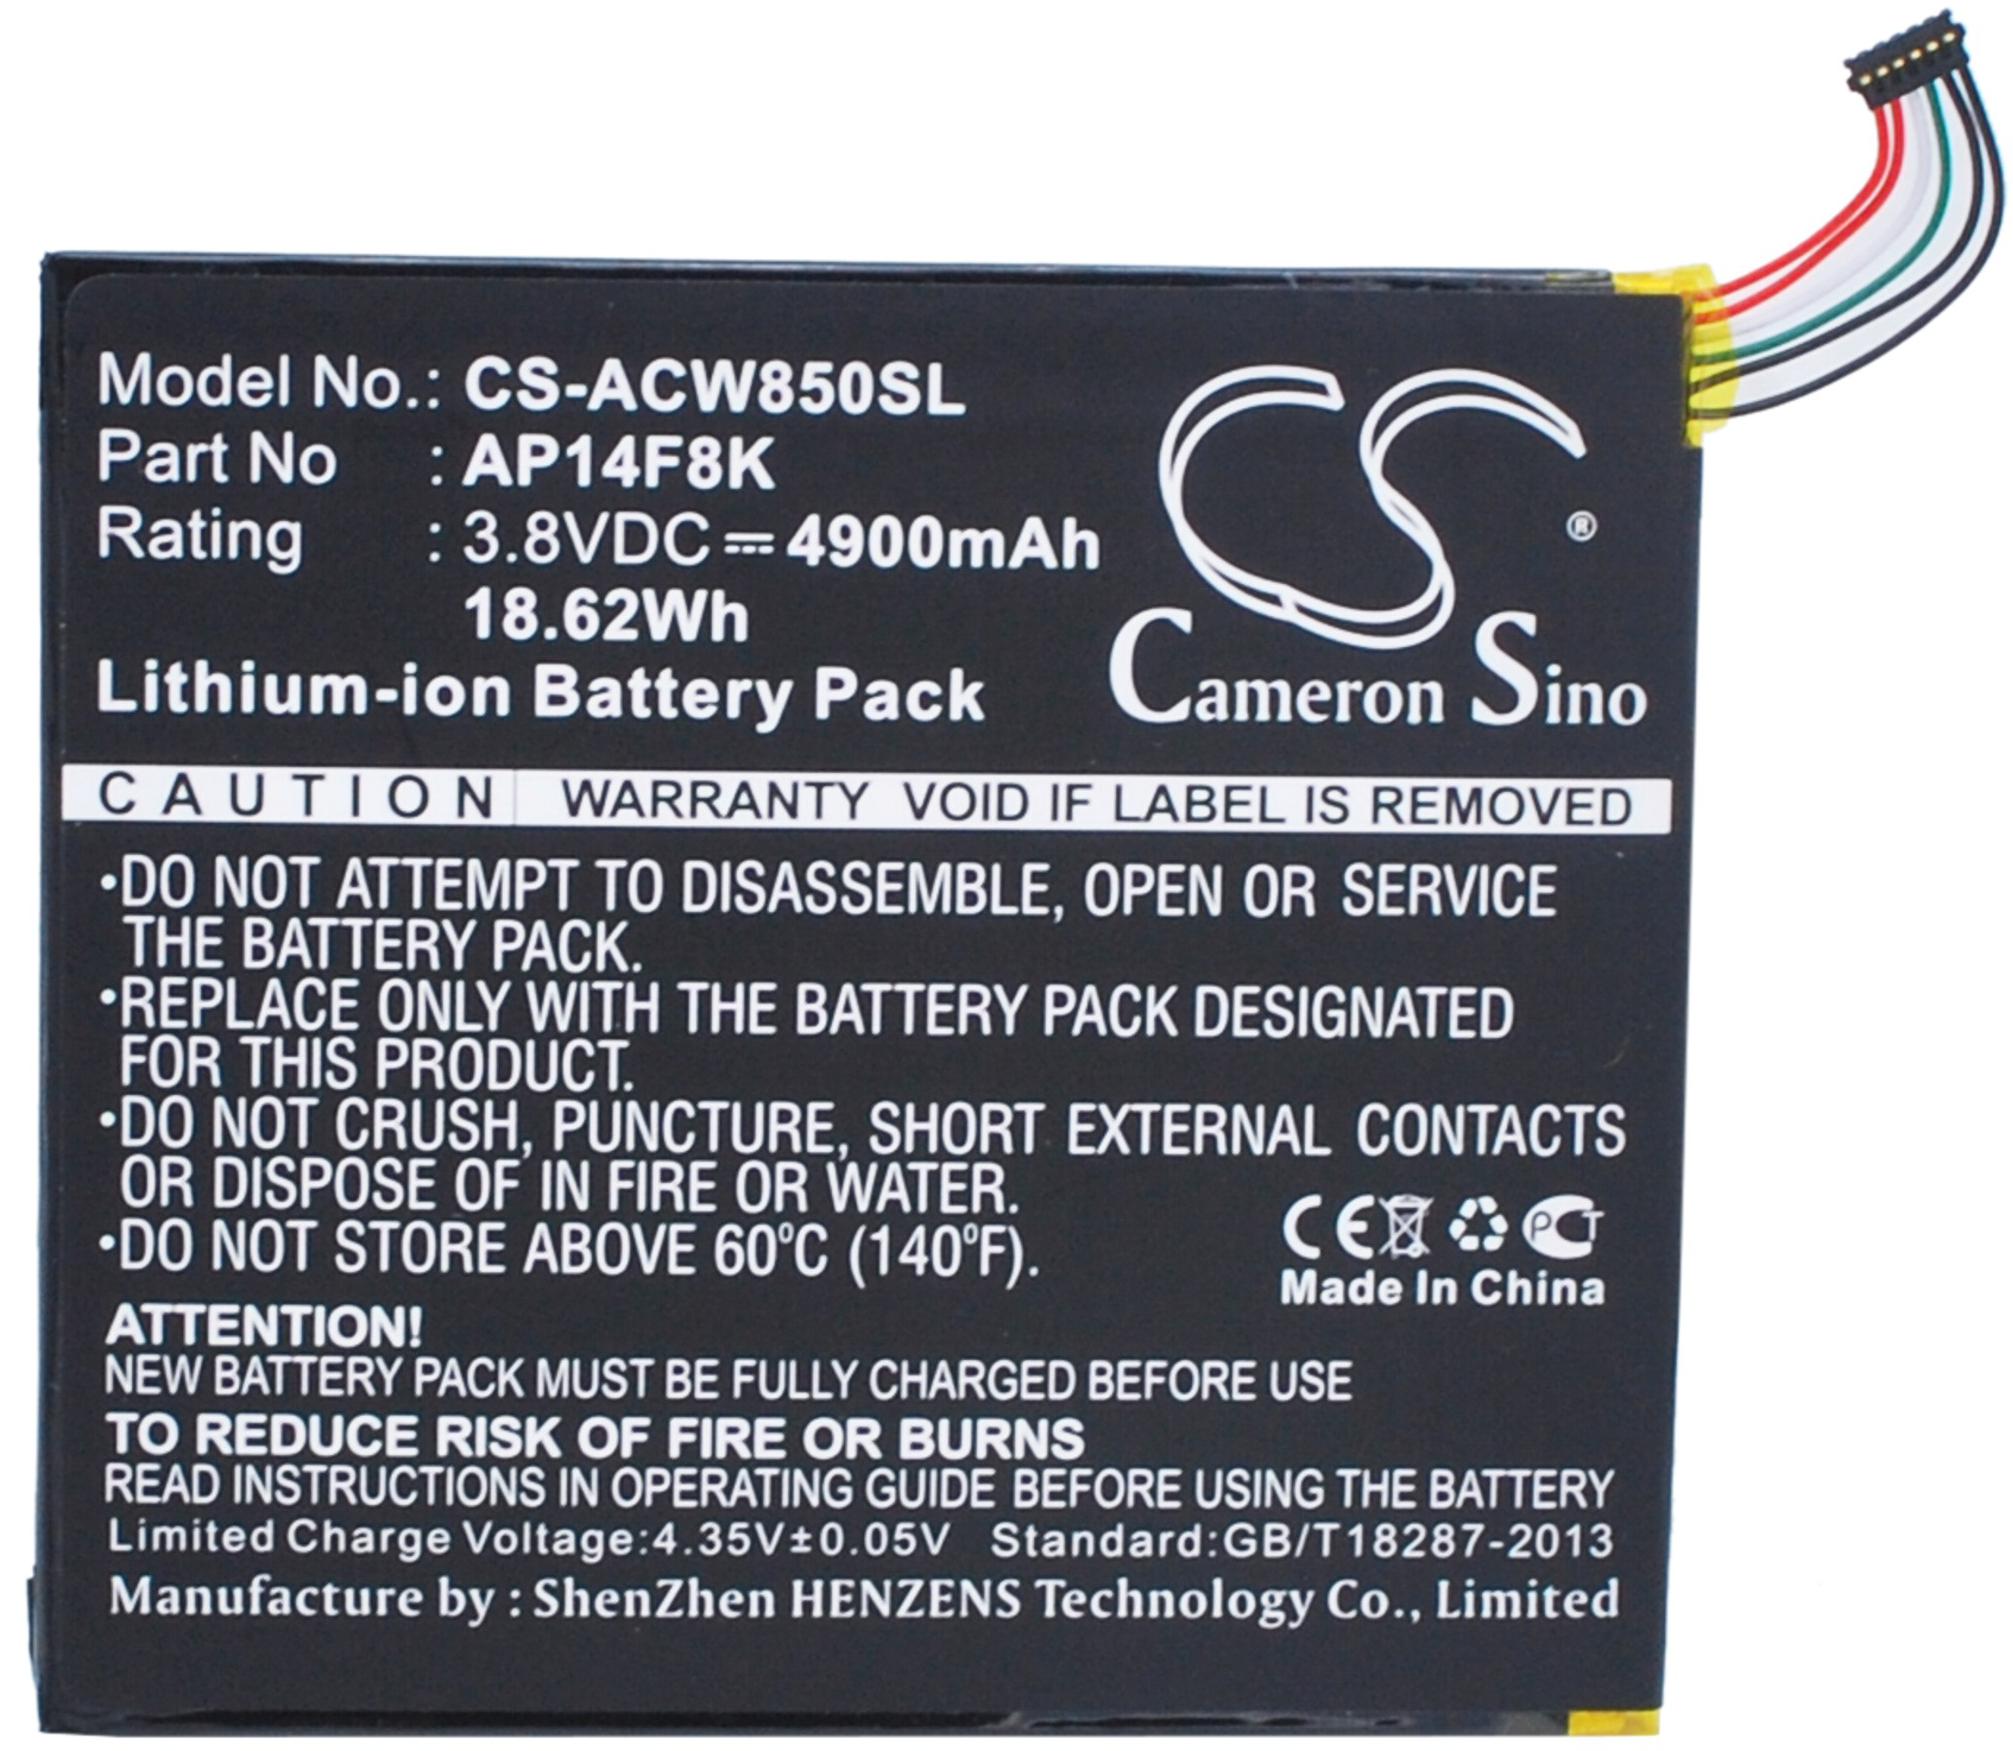 Model No.: CS-ACW850SL
Part No : AP14F8K
Rating : 3.8VDC ⎓ 4900mAh
18.62Wh
Lithium-ion Battery Pack
CS ®
Cameron Sino
CAUTION WARRANTY VOID IF LABEL IS REMOVED
•DO NOT ATTEMPT TO DISASSEMBLE, OPEN OR SERVICE
THE BATTERY PACK.
•REPLACE ONLY WITH THE BATTERY PACK DESIGNATED
FOR THIS PRODUCT.
•DO NOT CRUSH, PUNCTURE, SHORT EXTERNAL CONTACTS
OR DISPOSE OF IN FIRE OR WATER.
•DO NOT STORE ABOVE 60°C (140°F).
CE PCT
Made In China
ATTENTION!
NEW BATTERY PACK MUST BE FULLY CHARGED BEFORE USE
TO REDUCE RISK OF FIRE OR BURNS
READ INSTRUCTIONS IN OPERATING GUIDE BEFORE USING THE BATTERY
Limited Charge Voltage:4.35V±0.05V Standard:GB/T18287-2013
Manufacture by : ShenZhen HENZENS Technology Co., Limited